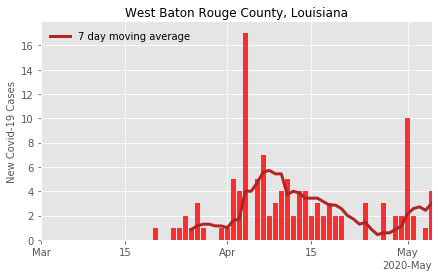 West Baton Rouge County, Louisiana
7 day moving average
New Covid-19 Cases
16
14
12
10
8
6
4
2
0
Mar
15
Apr
15
May
2020-May